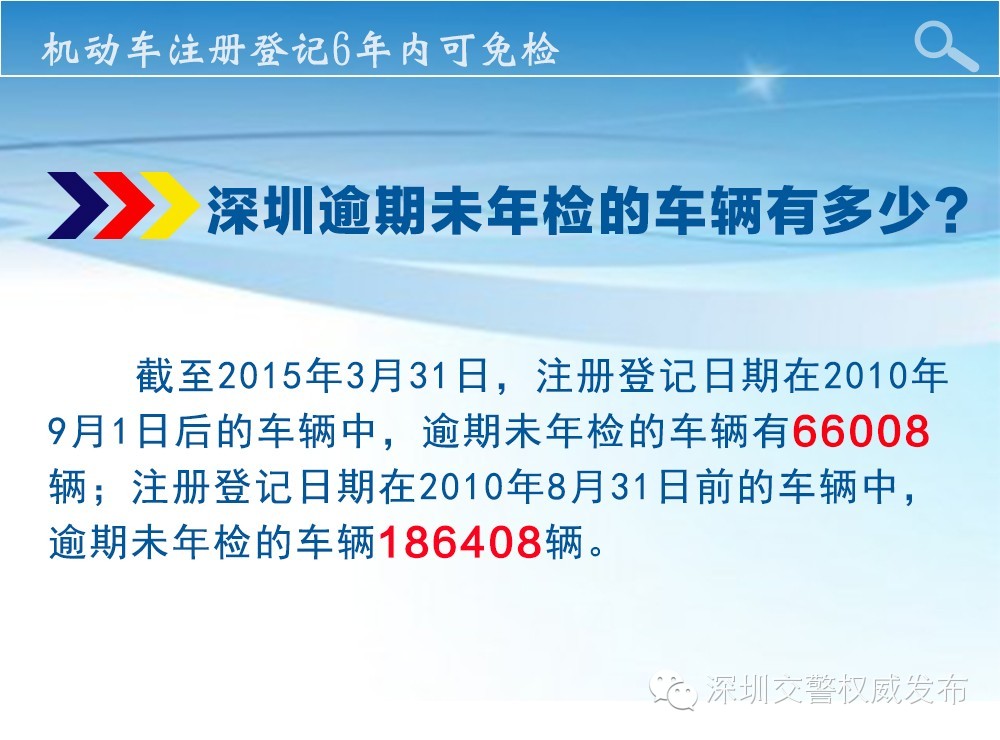 机动车注册登记6年内可免检
深圳逾期未年检的车辆有多少?
截至2015年3月31日，注册登记日期在2010年
9月1日后的车辆中，逾期未年检的车辆有66008
辆；注册登记日期在2010年8月31日前的车辆中，
逾期未年检的车辆186408辆。
深圳交警权威发布